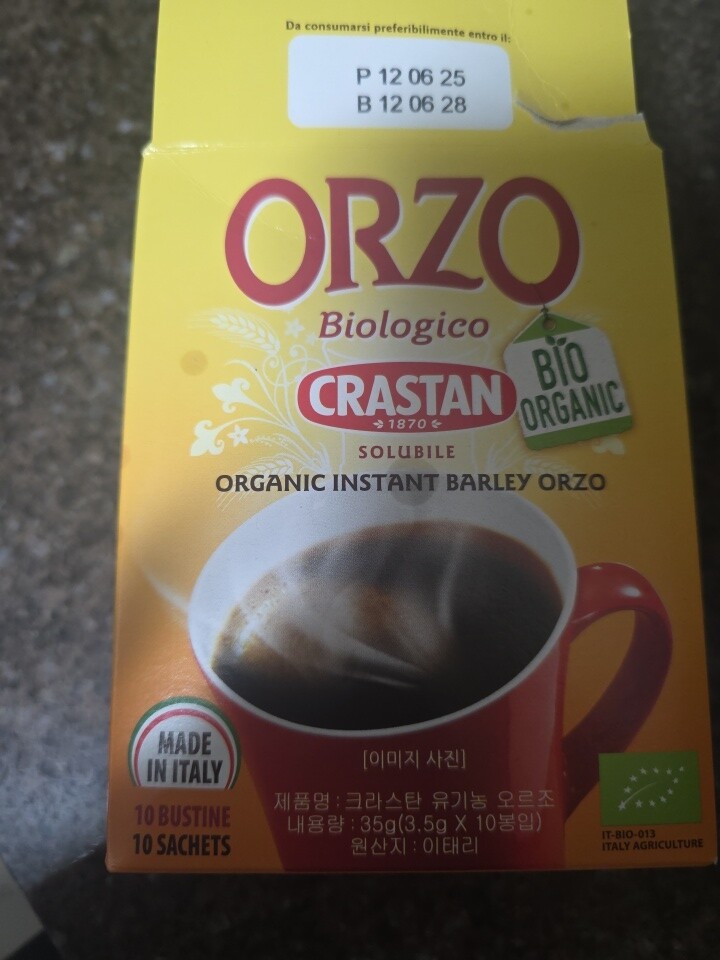 Da consumarsi preferibilmente entro il:
P 12 06 25
B 12 06 28
ORZO
Biologico
BIO
ORGANIC
CRASTAN
1870
SOLUBILE
ORGANIC INSTANT BARLEY ORZO
MADE
IN ITALY
10 BUSTINE
10 SACHETS
[이미지 사진]
제품명 : 크라스탄 유기농 오르조
내용량 : 35g(3.5g X 10봉입)
원산지 : 이태리
IT-BIO-013
ITALY AGRICULTURE